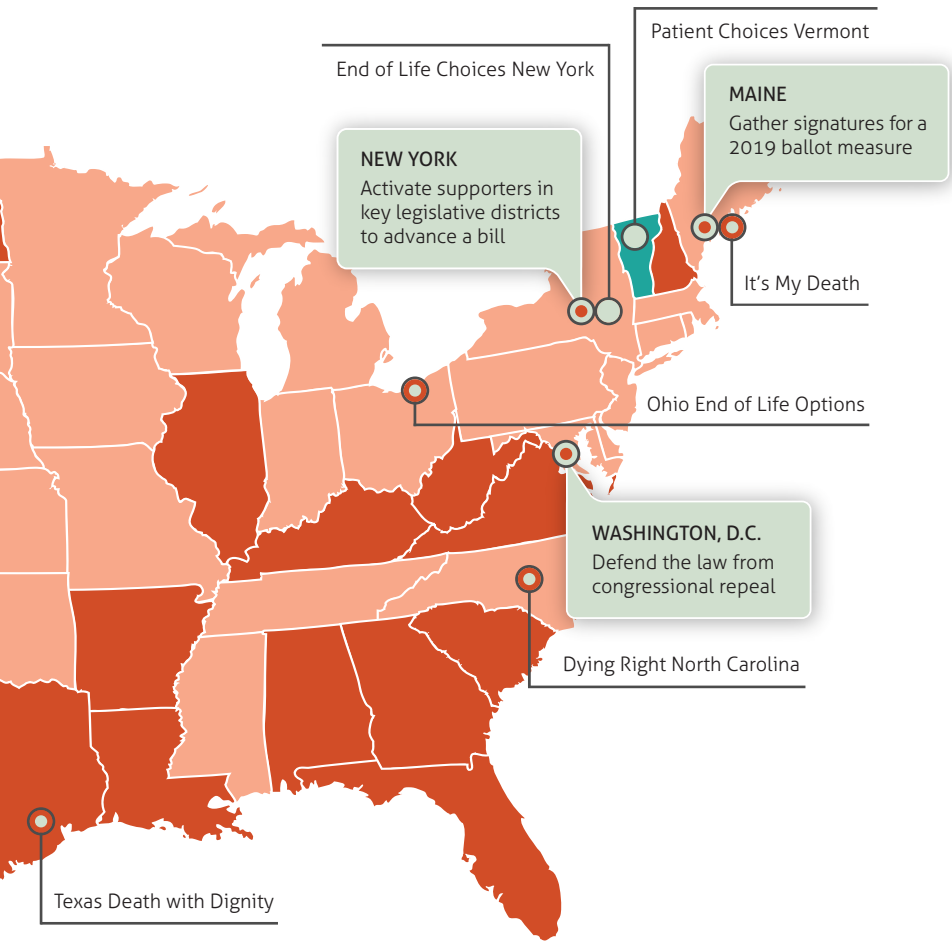 Patient Choices Vermont
End of Life Choices New York
MAINE
Gather signatures for a
2019 ballot measure
NEW YORK
Activate supporters in
key legislative districts
to advance a bill
It’s My Death
Ohio End of Life Options
WASHINGTON, D.C.
Defend the law from
congressional repeal
Dying Right North Carolina
Texas Death with Dignity